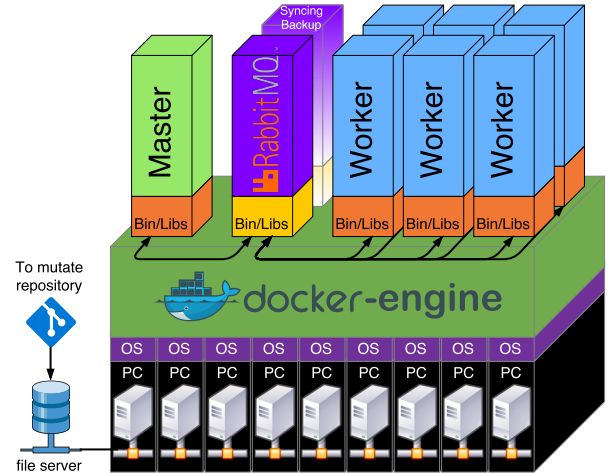 Syncing
Backup
Master
RabbitMQ™
Worker
Worker
Worker
Bin/Libs
Bin/Libs
Bin/Libs
Bin/Libs
Bin/Libs
To mutate
repository
docker-engine
OS OS OS OS OS OS OS OS OS
PC PC PC PC PC PC PC PC PC
file server